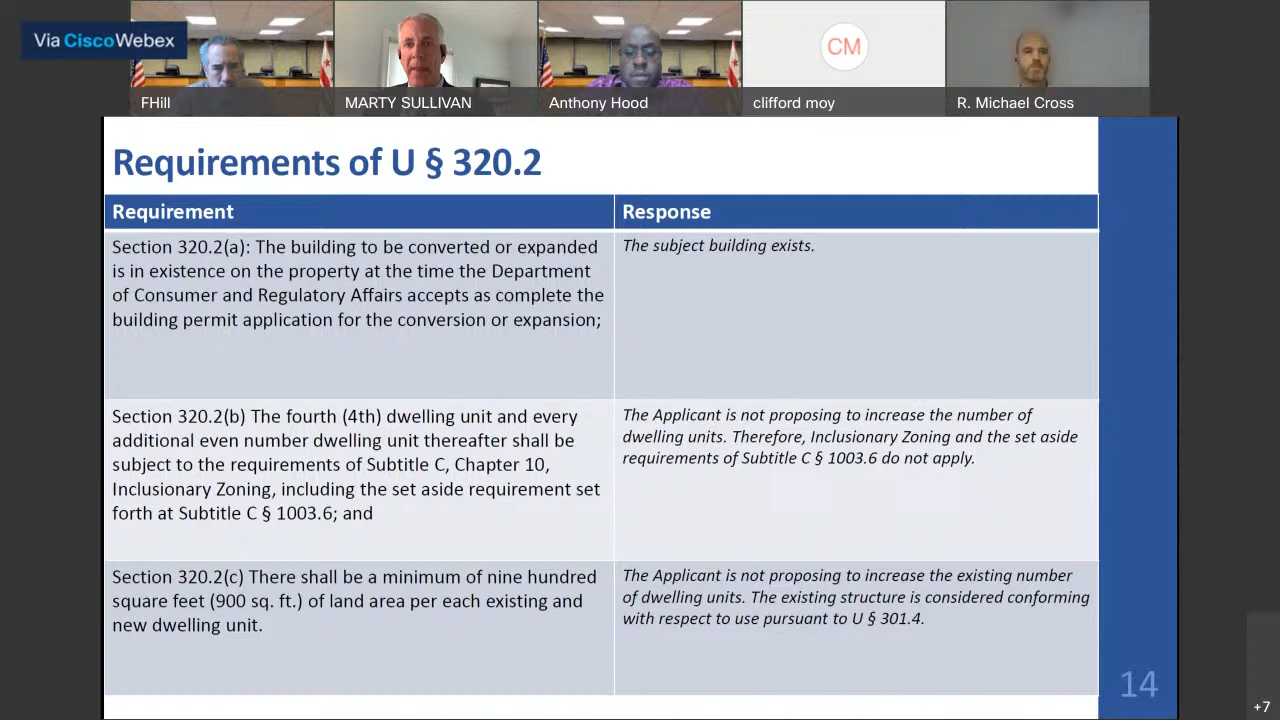 Via CiscoWebex
FHill
MARTY SULLIVAN
Anthony Hood
CM
clifford moy
R. Michael Cross
Requirements of U § 320.2
Requirement
Response
Section 320.2(a): The building to be converted or expanded
is in existence on the property at the time the Department
of Consumer and Regulatory Affairs accepts as complete the
building permit application for the conversion or expansion;
The subject building exists.
Section 320.2(b) The fourth (4th) dwelling unit and every
additional even number dwelling unit thereafter shall be
subject to the requirements of Subtitle C, Chapter 10,
Inclusionary Zoning, including the set aside requirement set
forth at Subtitle C § 1003.6; and
The Applicant is not proposing to increase the number of
dwelling units. Therefore, Inclusionary Zoning and the set aside
requirements of Subtitle C § 1003.6 do not apply.
Section 320.2(c) There shall be a minimum of nine hundred
square feet (900 sq. ft.) of land area per each existing and
new dwelling unit.
The Applicant is not proposing to increase the existing number
of dwelling units. The existing structure is considered conforming
with respect to use pursuant to U § 301.4.
14
+7